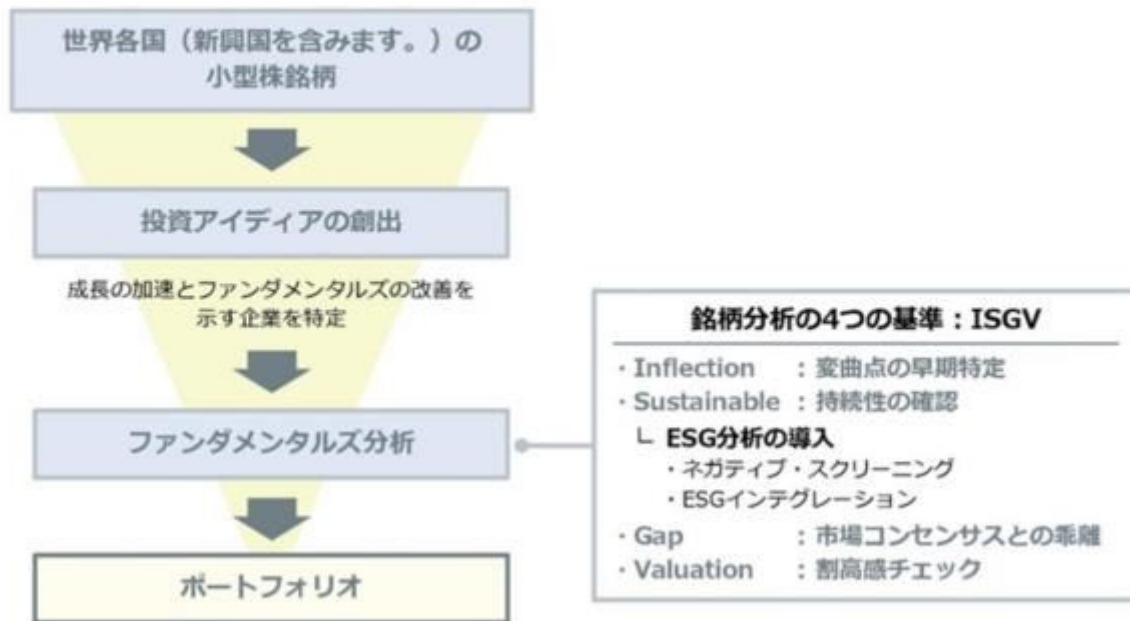 世界各国（新興国を含みます。）の
小型株銘柄
投資アイディアの創出
成長の加速とファンダメンタルズの改善を
示す企業を特定
ファンダメンタルズ分析
ポートフォリオ
銘柄分析の4つの基準：ISGV
・Inflection ：変曲点の早期特定
・Sustainable ：持続性の確認
└ ESG分析の導入
・ネガティブ・スクリーニング
・ESGインテグレーション
・Gap ：市場コンセンサスとの乖離
・Valuation ：割高感チェック